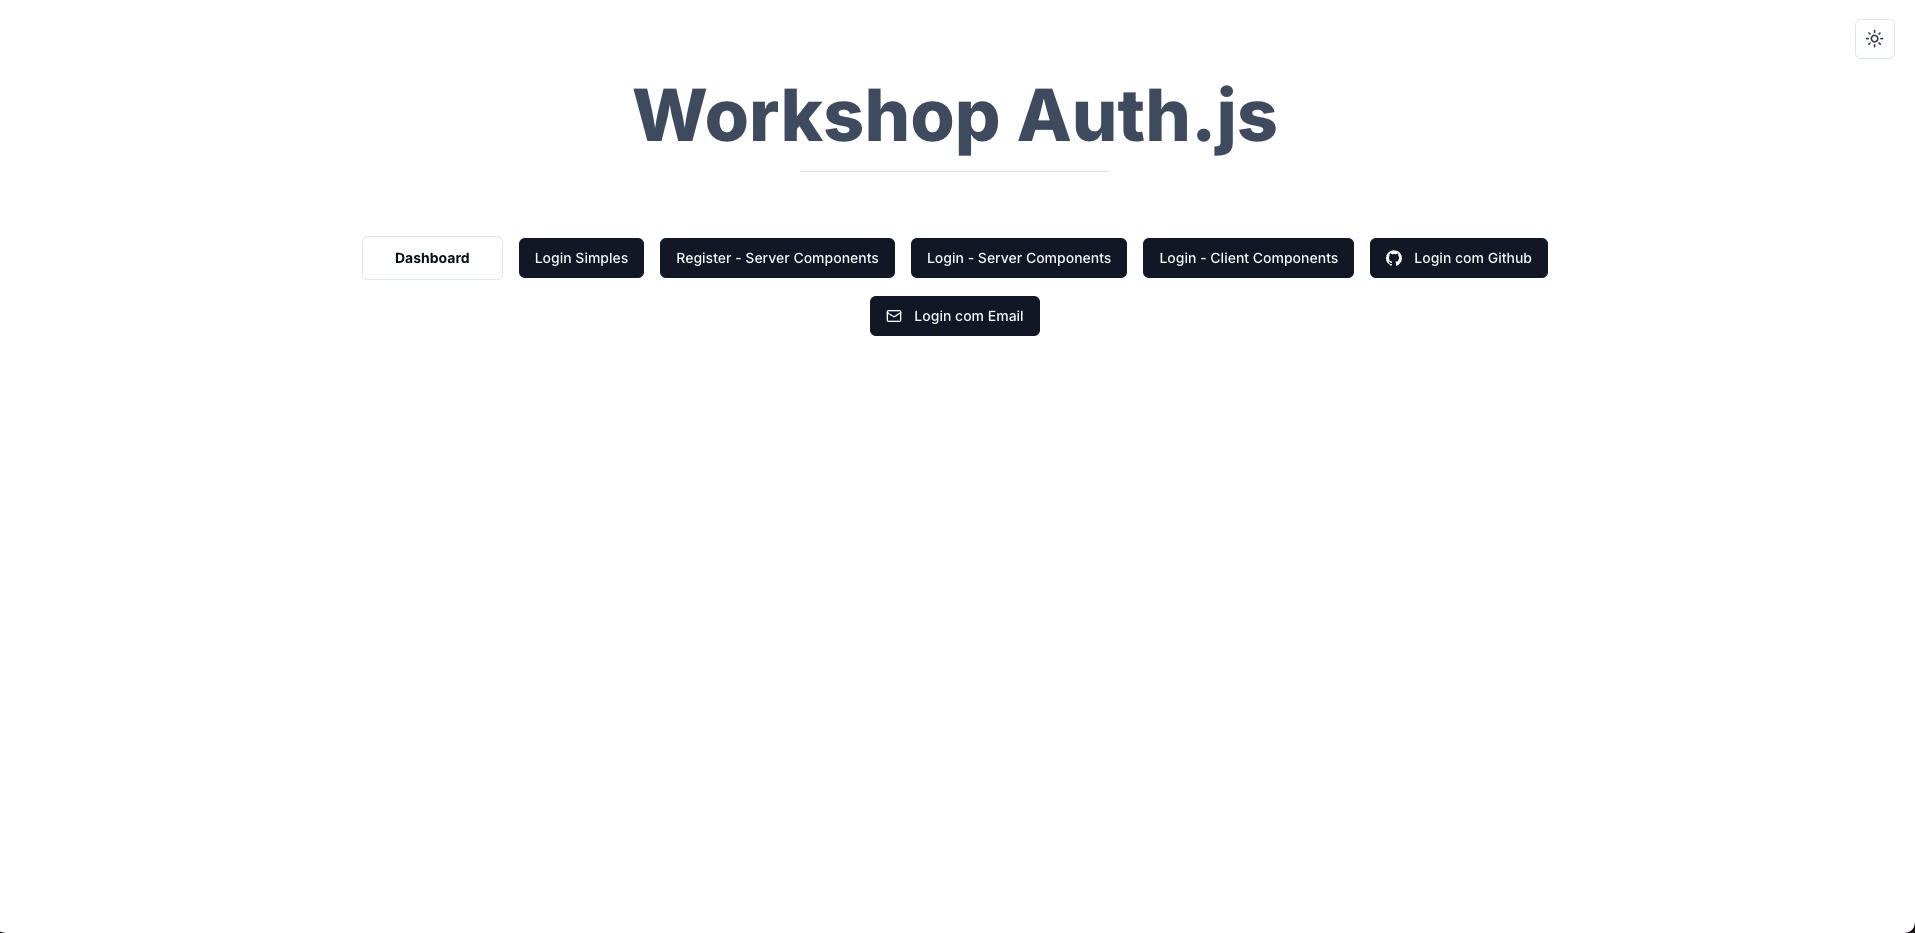 Workshop Auth.js
Dashboard
Login Simples
Register - Server Components
Login - Server Components
Login - Client Components
Login com Github
Login com Email